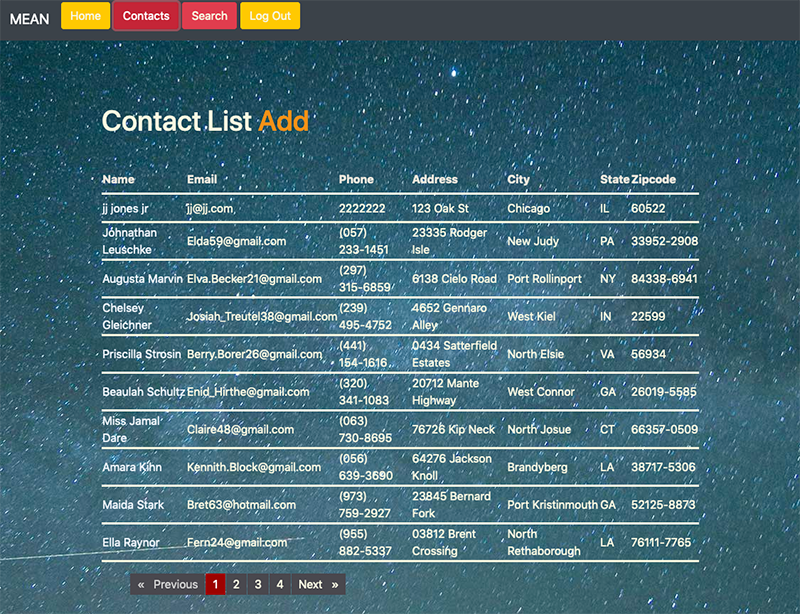 MEAN Home Contacts Search Log Out
Contact List Add
Name Email Phone Address City State Zipcode
jj jones jr jj@jj.com 2222222 123 Oak St Chicago IL 60522
Johnathan Leuschke Elda59@gmail.com (057) 233-1451 23335 Rodger Isle New Judy PA 33952-2908
Augusta Marvin Elva.Becker21@gmail.com (297) 315-6859 6138 Cielo Road Port Rollinport NY 84338-6941
Chelsey Gleichner Josiah_Treutel38@gmail.com (239) 495-4752 4652 Gennaro Alley West Kiel IN 22599
Priscilla Strosin Berry.Borer26@gmail.com (441) 154-1616 0434 Satterfield Estates North Elsie VA 56934
Beaulah Schultz Enid_Hirthe@gmail.com (320) 341-1083 20712 Mante Highway West Connor GA 26019-5585
Miss Jamal Dare Claire48@gmail.com (063) 730-8695 76726 Kip Neck North Josue CT 66357-0509
Amara Kihn Kennith.Block@gmail.com (056) 639-3690 64276 Jackson Knoll Brandyberg LA 38717-5306
Maida Stark Bret63@hotmail.com (973) 759-2927 23845 Bernard Fork Port Kristinmouth GA 52125-8873
Ella Raynor Fern24@gmail.com (955) 882-5337 03812 Brent Crossing North Rethaborough LA 76111-7765
« Previous 1 2 3 4 Next »